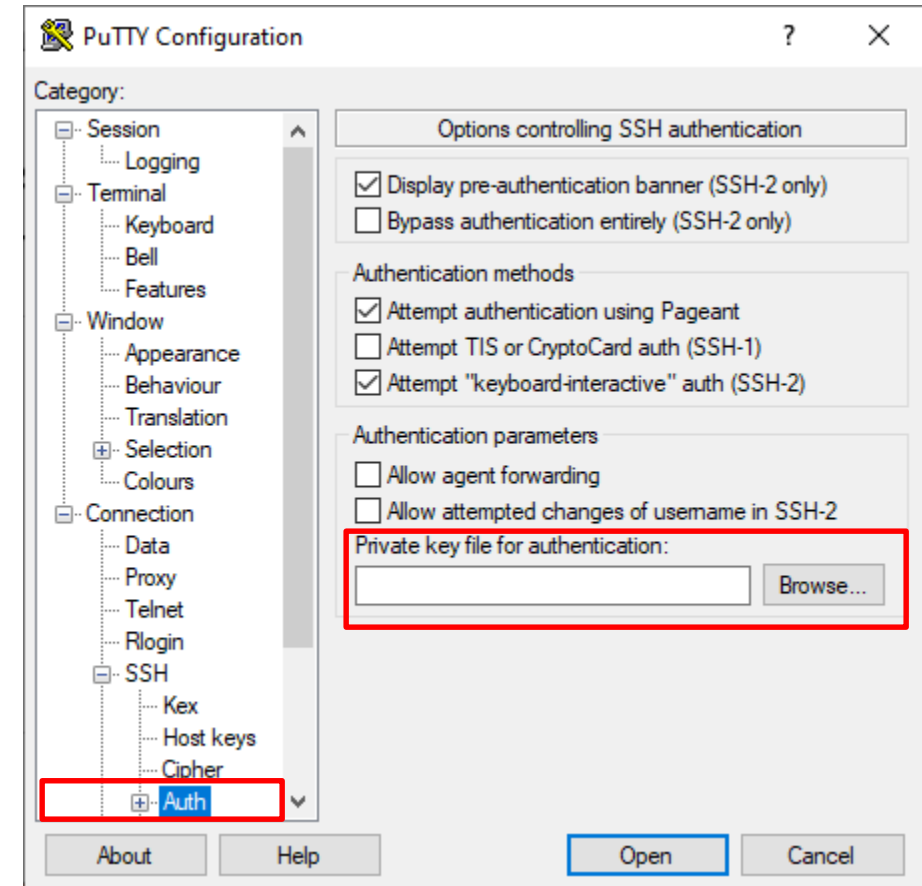 PuTTY Configuration
?
Category:
Session
Logging
Terminal
Keyboard
Bell
Features
Window
Appearance
Behaviour
Translation
Selection
Colours
Connection
Data
Proxy
Telnet
Rlogin
SSH
Kex
Host keys
Cipher
Auth
Options controlling SSH authentication
Display pre-authentication banner (SSH-2 only)
Bypass authentication entirely (SSH-2 only)
Authentication methods
Attempt authentication using Pageant
Attempt TIS or CryptoCard auth (SSH-1)
Attempt "keyboard-interactive" auth (SSH-2)
Authentication parameters
Allow agent forwarding
Allow attempted changes of username in SSH-2
Private key file for authentication:
Browse...
About
Help
Open
Cancel